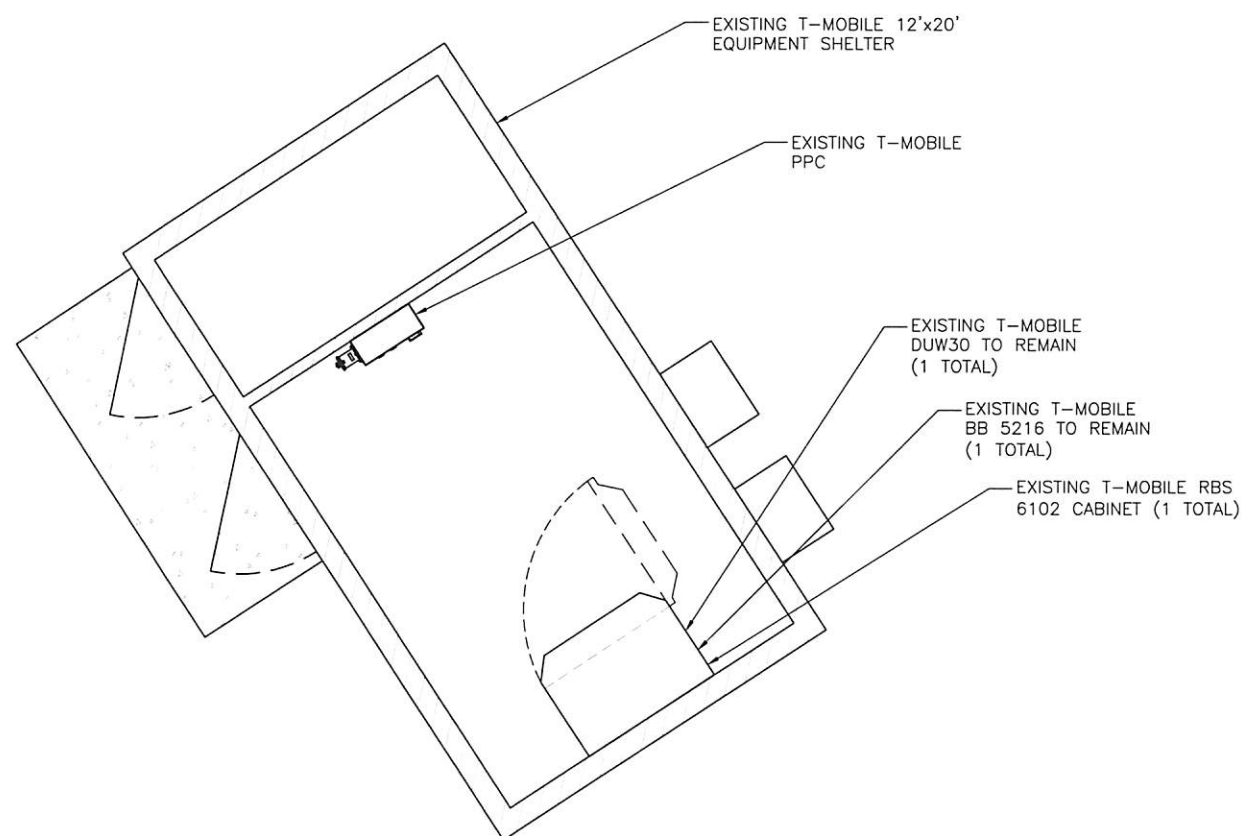 EXISTING T-MOBILE 12'x20'
EQUIPMENT SHELTER
EXISTING T-MOBILE
PPC
EXISTING T-MOBILE
DUW30 TO REMAIN
(1 TOTAL)
EXISTING T-MOBILE
BB 5216 TO REMAIN
(1 TOTAL)
EXISTING T-MOBILE RBS
6102 CABINET (1 TOTAL)